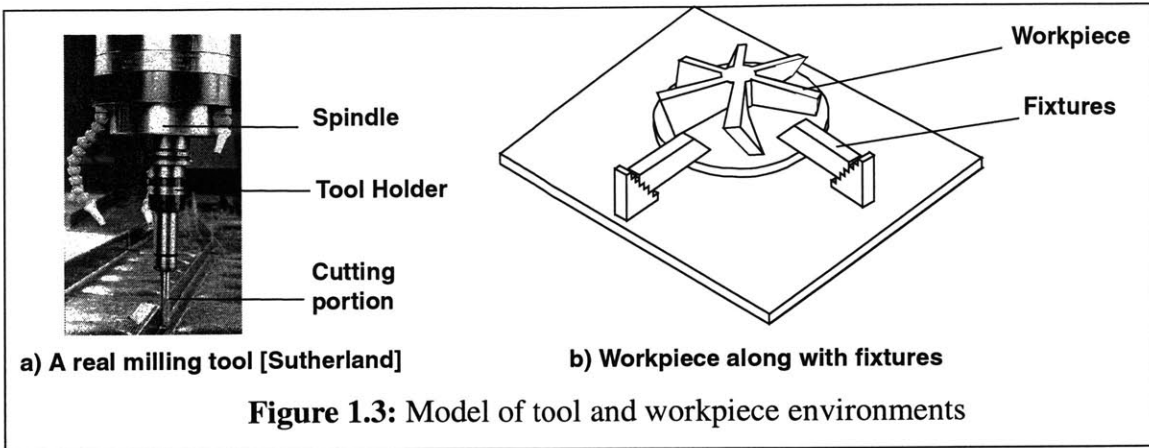 Spindle
Tool Holder
Cutting
portion
a) A real milling tool [Sutherland]
Workpiece
Fixtures
b) Workpiece along with fixtures
Figure 1.3: Model of tool and workpiece environments